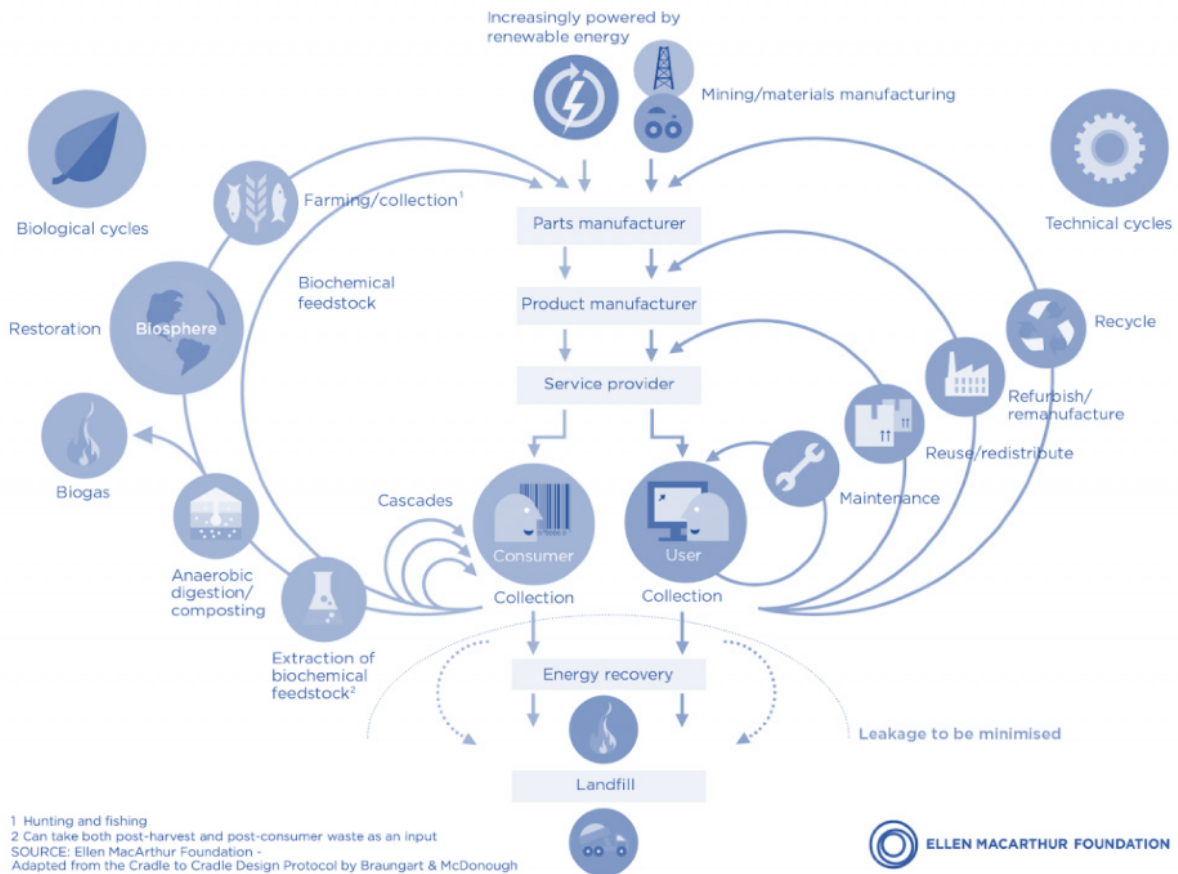 Increasingly powered by
renewable energy
Mining/materials manufacturing
Biological cycles
Farming/collection¹
Technical cycles
Parts manufacturer
Biochemical
feedstock
Product manufacturer
Restoration
Biosphere
Recycle
Service provider
Refurbish/
remanufacture
Reuse/redistribute
Biogas
Cascades
Maintenance
Consumer
User
Anaerobic
digestion/
composting
Collection
Collection
Extraction of
biochemical
feedstock²
Energy recovery
Leakage to be minimised
Landfill
1 Hunting and fishing
2 Can take both post-harvest and post-consumer waste as an input
SOURCE: Ellen MacArthur Foundation -
Adapted from the Cradle to Cradle Design Protocol by Braungart & McDonough
ELLEN MACARTHUR FOUNDATION